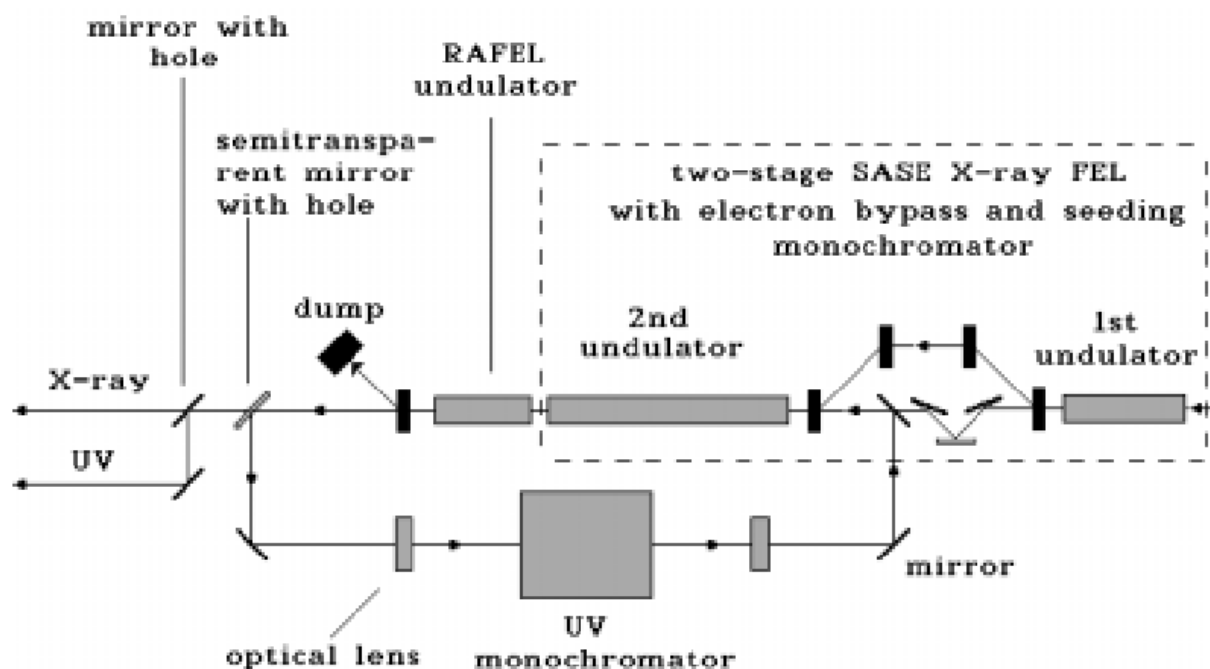 mirror with
hole
RAFEL
undulator
semitranspa-
rent mirror
with hole
two-stage SASE X-ray FEL
with electron bypass and seeding
monochromator
dump
2nd
undulator
1st
undulator
X-ray
UV
mirror
optical lens
UV
monochromator